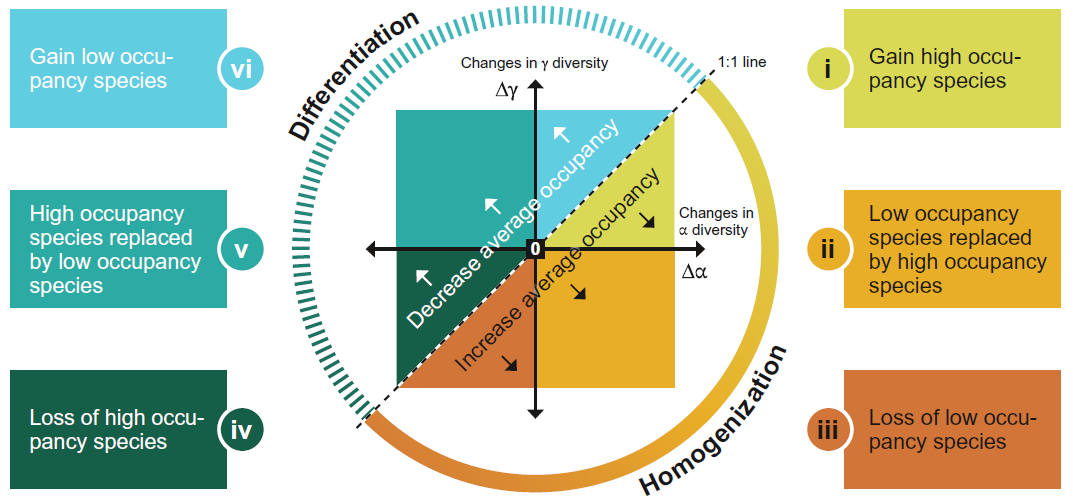 Gain low occu-
pancy species
vi
High occupancy
species replaced
by low occupancy
species
v
Loss of high occu-
pancy species
iv
Differentiation
Changes in γ diversity
Δγ
1:1 line
Decrease average occupancy
Increase average occupancy
0
Changes in
α diversity
Δα
Homogenization
i
Gain high occu-
pancy species
ii
Low occupancy
species replaced
by high occupancy
species
iii
Loss of low occu-
pancy species